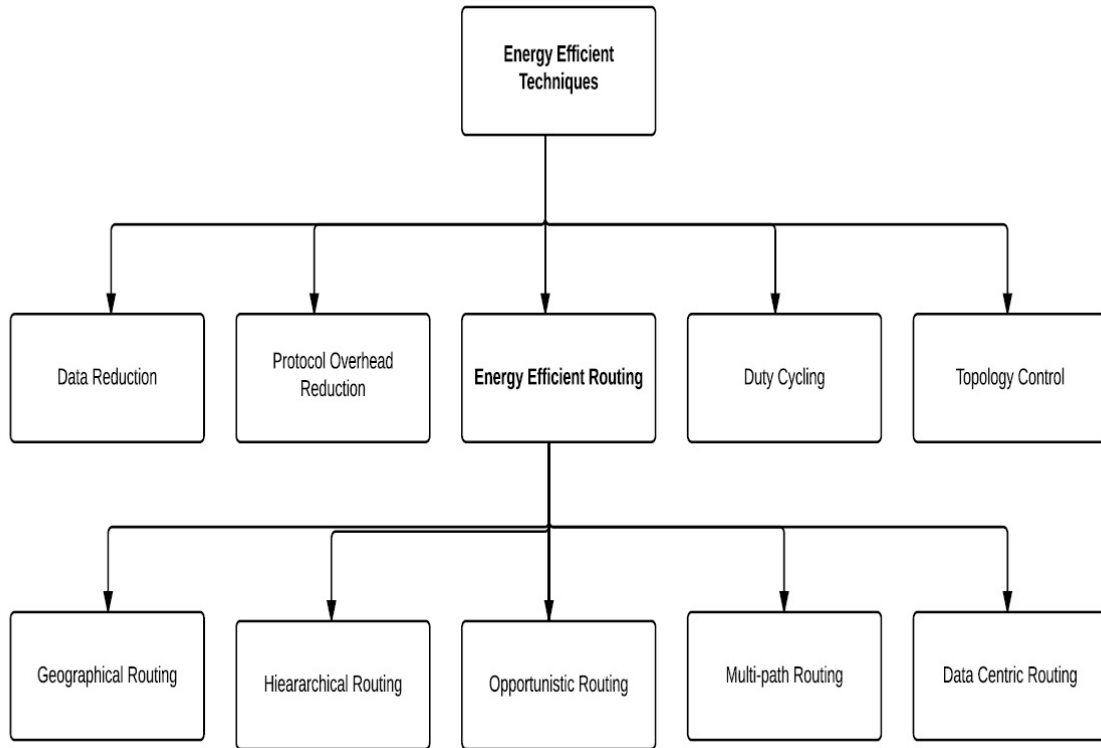 Energy Efficient
Techniques
Data Reduction
Protocol Overhead
Reduction
Energy Efficient Routing
Duty Cycling
Topology Control
Geographical Routing
Hieararchical Routing
Opportunistic Routing
Multi-path Routing
Data Centric Routing